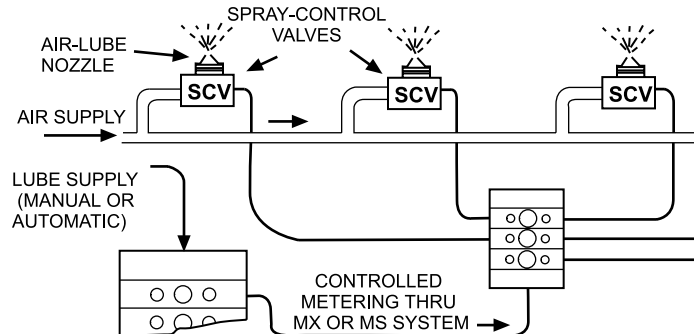 SPRAY-CONTROL
VALVES
AIR-LUBE
NOZZLE
SCV
SCV
SCV
AIR SUPPLY
LUBE SUPPLY
(MANUAL OR
AUTOMATIC)
CONTROLLED
METERING THRU
MX OR MS SYSTEM